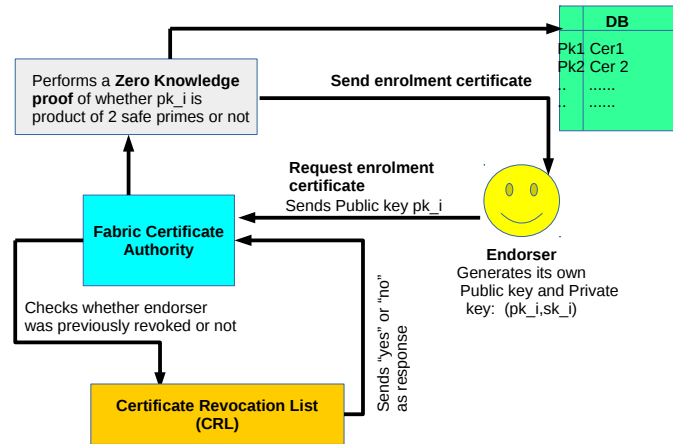 DB
Pk1 Cer1
Pk2 Cer 2
.. ......
.. ......
Performs a Zero Knowledge
proof of whether pk_i is
product of 2 safe primes or not
Send enrolment certificate
Request enrolment
certificate
Sends Public key pk_i
Fabric Certificate
Authority
Endorser
Generates its own
Public key and Private
key: (pk_i,sk_i)
Checks whether endorser
was previously revoked or not
Sends “yes” or “no”
as response
Certificate Revocation List
(CRL)